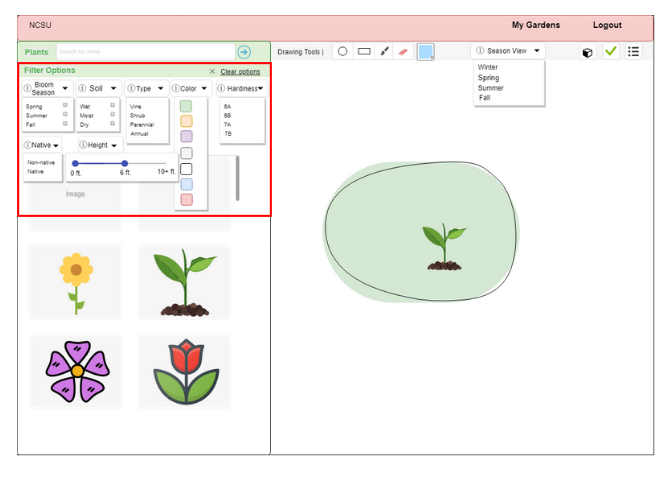 NCSU
My Gardens
Logout
Plants
Search by name
Drawing Tools |
Season View
Filter Options
× Clear options
Bloom Season
Soil
Type
Color
Hardiness
Spring
Summer
Fall
Wet
Moist
Dry
Vine
Shrub
Perennial
Annual
6A
6B
7A
7B
Winter
Spring
Summer
Fall
Native
Height
Non-native
Native
0 ft.
6 ft.
10+ ft.
Image